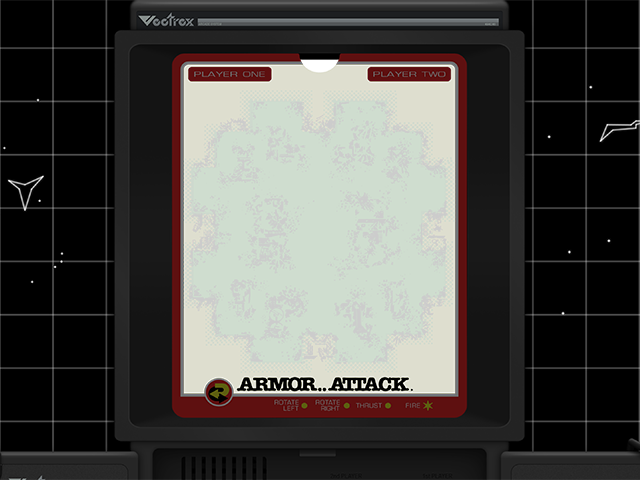 Vectrex
PLAYER ONE
PLAYER TWO
ARMOR..ATTACK.
ROTATE LEFT
ROTATE RIGHT
THRUST
FIRE